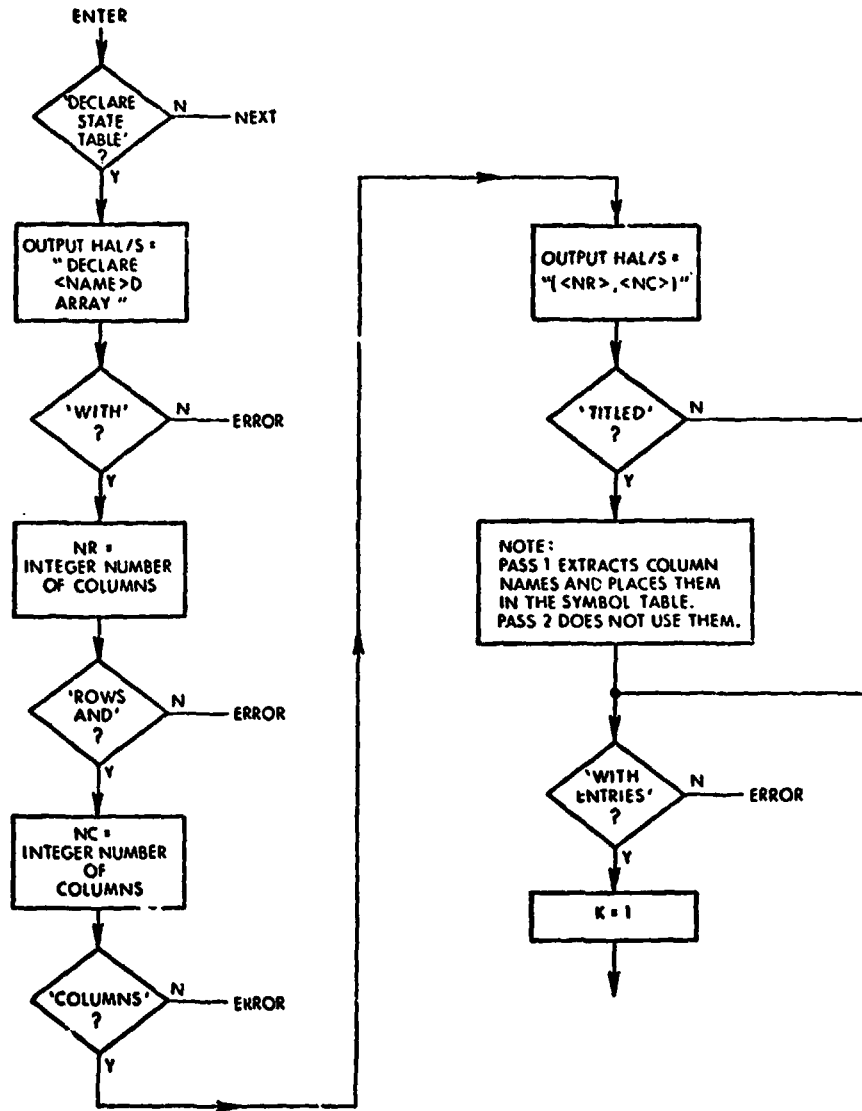 ENTER
'DECLARE
STATE
TABLE'
?
N
NEXT
Y
OUTPUT HAL/S =
" DECLARE
<NAME>D
ARRAY "
'WITH'
?
N
ERROR
Y
NR =
INTEGER NUMBER
OF COLUMNS
'ROWS
AND'
?
N
ERROR
Y
NC =
INTEGER NUMBER
OF
COLUMNS
'COLUMNS'
?
N
ERROR
Y
OUTPUT HAL/S =
"(<NR>,<NC>)"
'TITLED'
?
N
Y
NOTE:
PASS 1 EXTRACTS COLUMN
NAMES AND PLACES THEM
IN THE SYMBOL TABLE.
PASS 2 DOES NOT USE THEM.
'WITH
ENTRIES'
?
N
ERROR
Y
K = 1